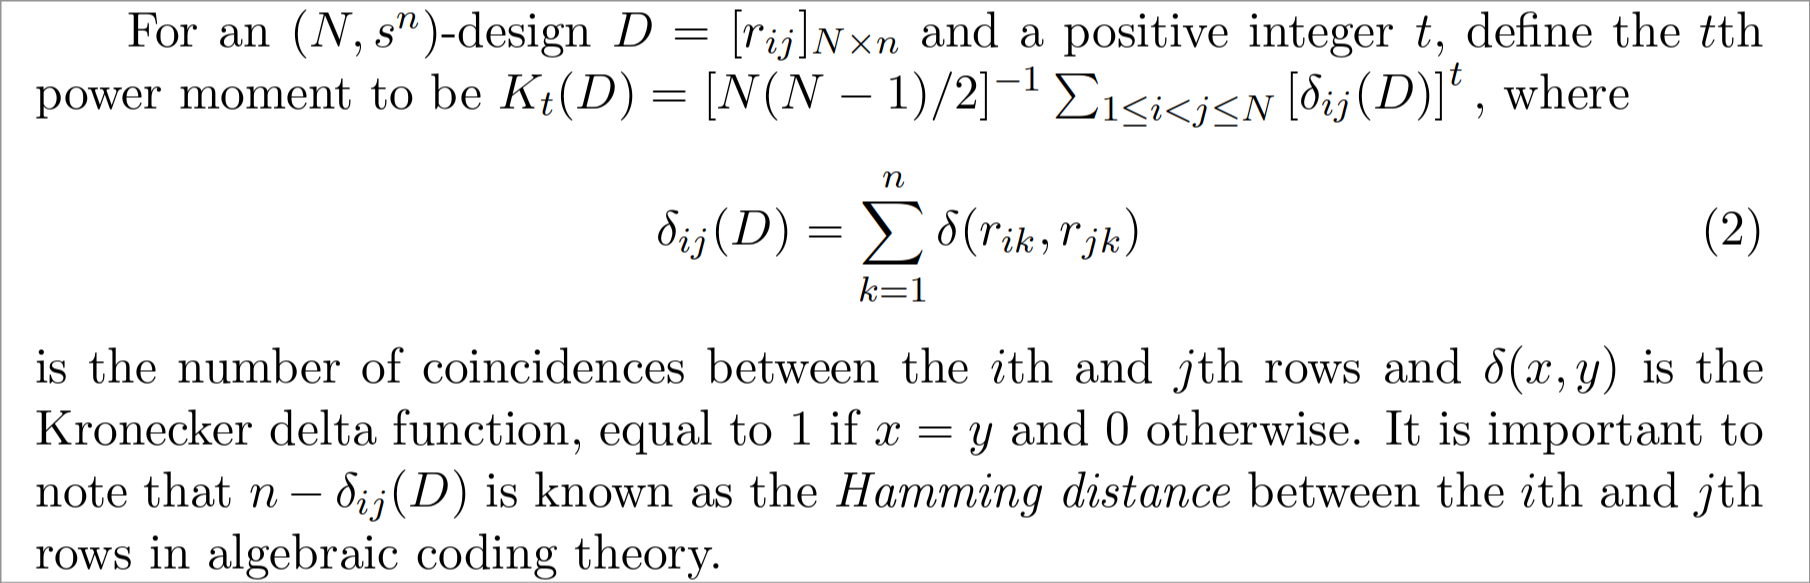 For an (N, sⁿ)-design D = [r_{ij}]_{N×n} and a positive integer t, define the tth
power moment to be K_t(D) = [N(N − 1)/2]^{−1} ∑_{1≤i<j≤N} [δ_{ij}(D)]^t , where
δ_{ij}(D) = ∑_{k=1}^{n} δ(r_{ik}, r_{jk}) (2)
is the number of coincidences between the ith and jth rows and δ(x, y) is the
Kronecker delta function, equal to 1 if x = y and 0 otherwise. It is important to
note that n − δ_{ij}(D) is known as the Hamming distance between the ith and jth
rows in algebraic coding theory.